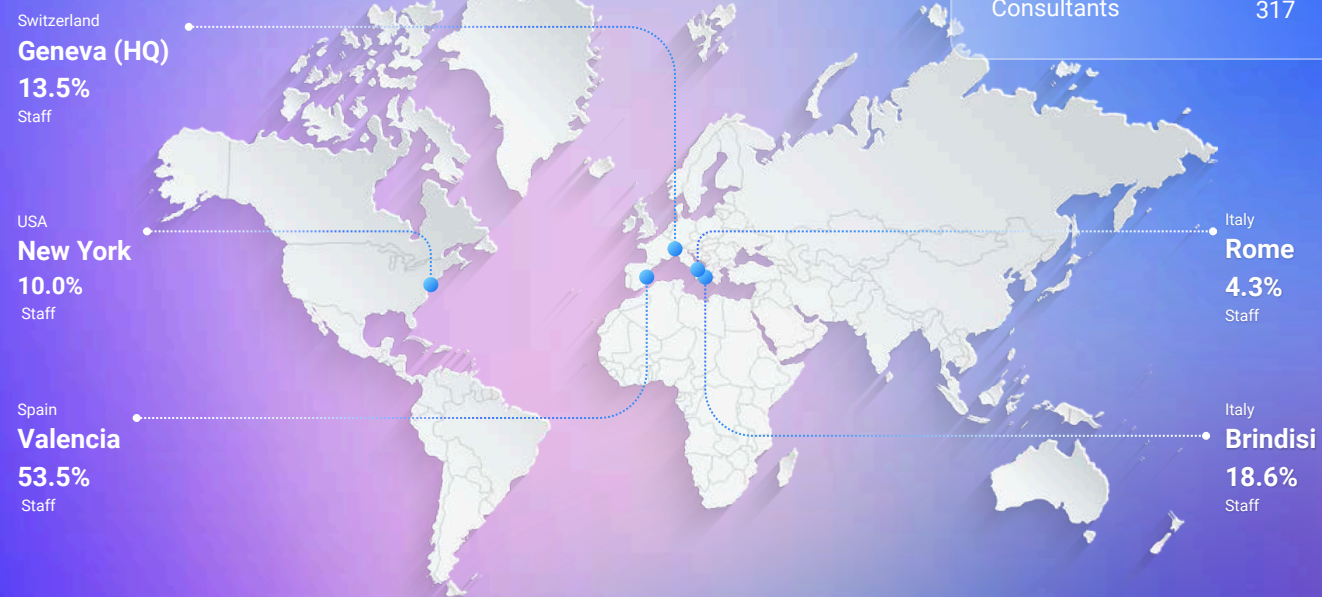 Consultants 317
Switzerland
Geneva (HQ)
13.5%
Staff
USA
New York
10.0%
Staff
Spain
Valencia
53.5%
Staff
Italy
Rome
4.3%
Staff
Italy
Brindisi
18.6%
Staff